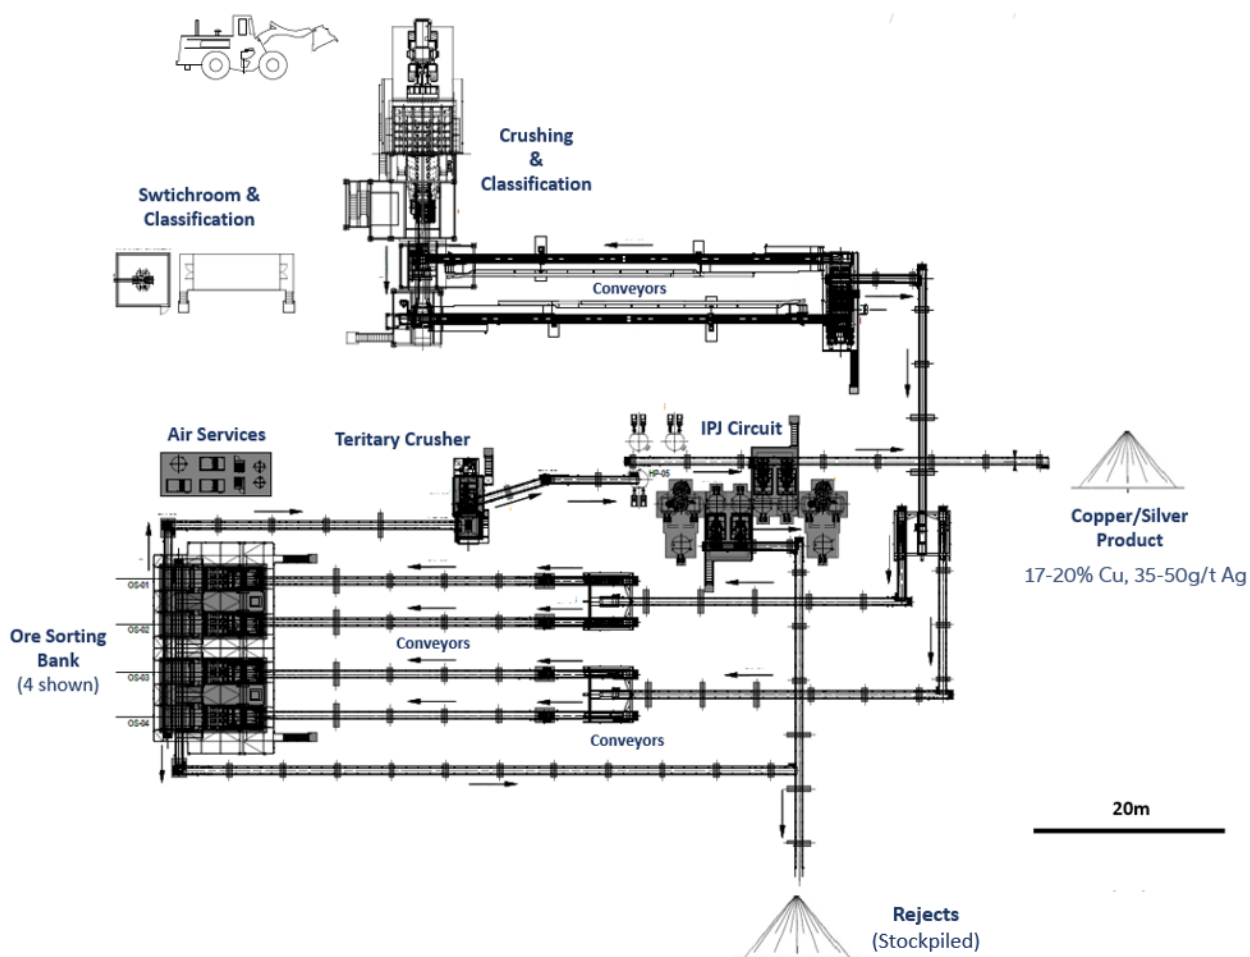 Crushing
&
Classification
Swtichroom &
Classification
Conveyors
Air Services
Teritary Crusher
IPJ Circuit
HP-05
Copper/Silver
Product
17-20% Cu, 35-50g/t Ag
OS-01
OS-02
Ore Sorting
Bank
(4 shown)
Conveyors
OS-03
OS-04
Conveyors
20m
Rejects
(Stockpiled)